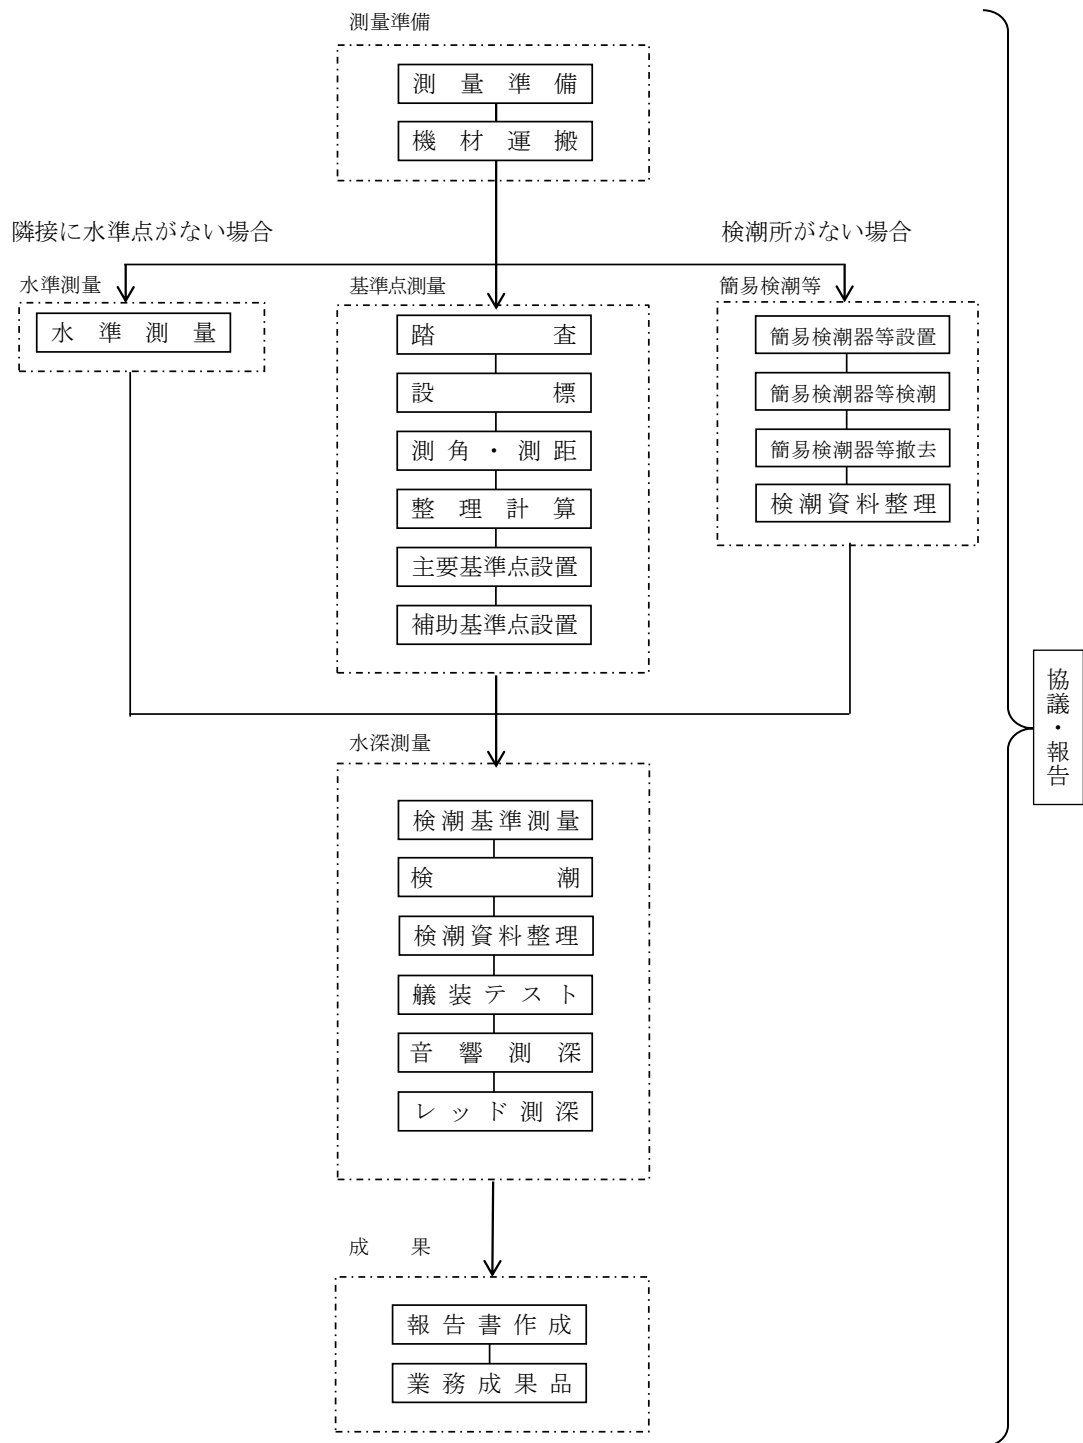 測量準備
測量準備
機材運搬
隣接に水準点がない場合
検潮所がない場合
水準測量
水準測量
基準点測量
踏査
設標
測角・測距
整理計算
主要基準点設置
補助基準点設置
簡易検潮等
簡易検潮器等設置
簡易検潮器等検潮
簡易検潮器等撤去
検潮資料整理
水深測量
検潮基準測量
検潮
検潮資料整理
艤装テスト
音響測深
レッド測深
成果
報告書作成
業務成果品
協議・報告